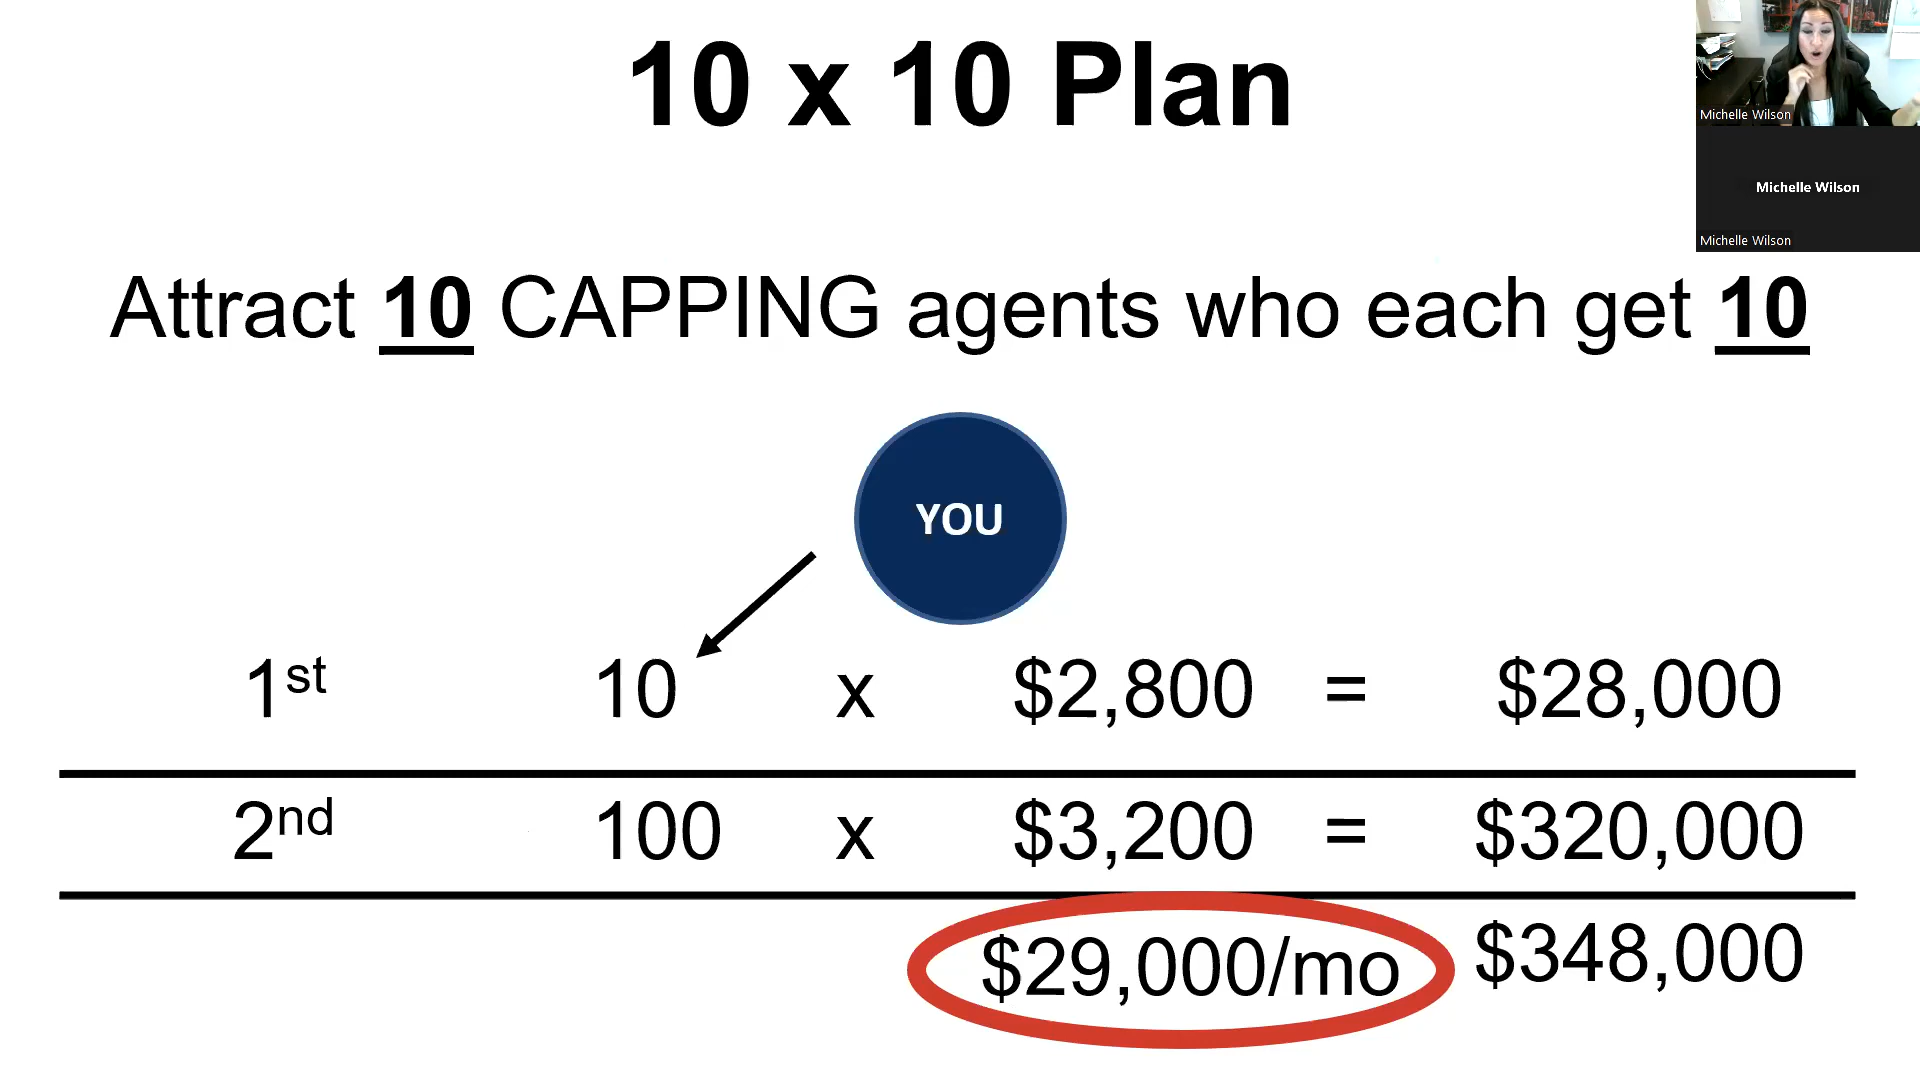 10 x 10 Plan
Michelle Wilson
Michelle Wilson
Michelle Wilson
Attract 10 CAPPING agents who each get 10
YOU
1st 10 x $2,800 = $28,000
2nd 100 x $3,200 = $320,000
$29,000/mo $348,000